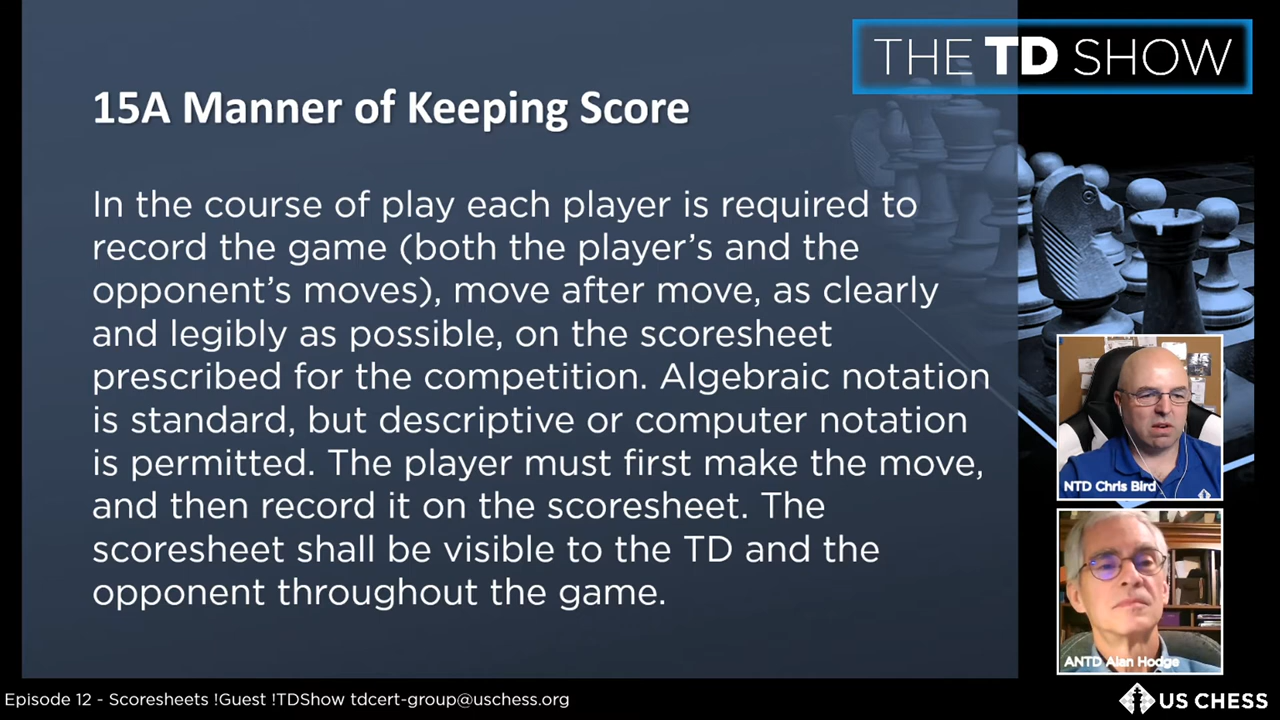 THE TD SHOW
15A Manner of Keeping Score
In the course of play each player is required to
record the game (both the player’s and the
opponent’s moves), move after move, as clearly
and legibly as possible, on the scoresheet
prescribed for the competition. Algebraic notation
is standard, but descriptive or computer notation
is permitted. The player must first make the move,
and then record it on the scoresheet. The
scoresheet shall be visible to the TD and the
opponent throughout the game.
NTD Chris Bird
ANTD Alan Hodge
Episode 12 - Scoresheets !Guest !TDShow tdcert-group@uschess.org
US CHESS